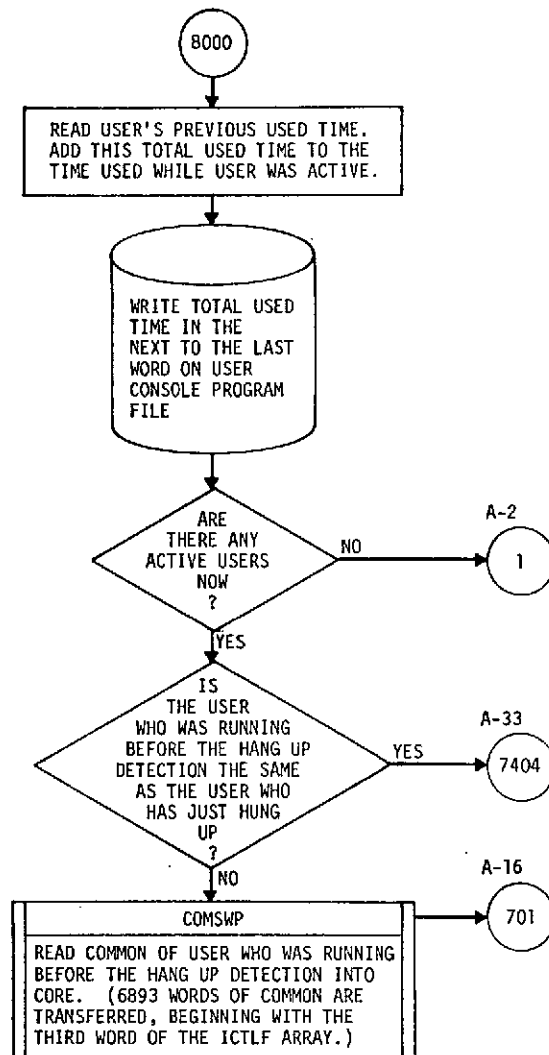 8000
READ USER'S PREVIOUS USED TIME.
ADD THIS TOTAL USED TIME TO THE
TIME USED WHILE USER WAS ACTIVE.
WRITE TOTAL USED
TIME IN THE
NEXT TO THE LAST
WORD ON USER
CONSOLE PROGRAM
FILE
ARE
THERE ANY
ACTIVE USERS
NOW
?
NO
A-2
1
YES
IS
THE USER
WHO WAS RUNNING
BEFORE THE HANG UP
DETECTION THE SAME
AS THE USER WHO
HAS JUST HUNG
UP
?
YES
A-33
7404
NO
A-16
701
COMSWP
READ COMMON OF USER WHO WAS RUNNING
BEFORE THE HANG UP DETECTION INTO
CORE. (6893 WORDS OF COMMON ARE
TRANSFERRED, BEGINNING WITH THE
THIRD WORD OF THE ICTLF ARRAY.)